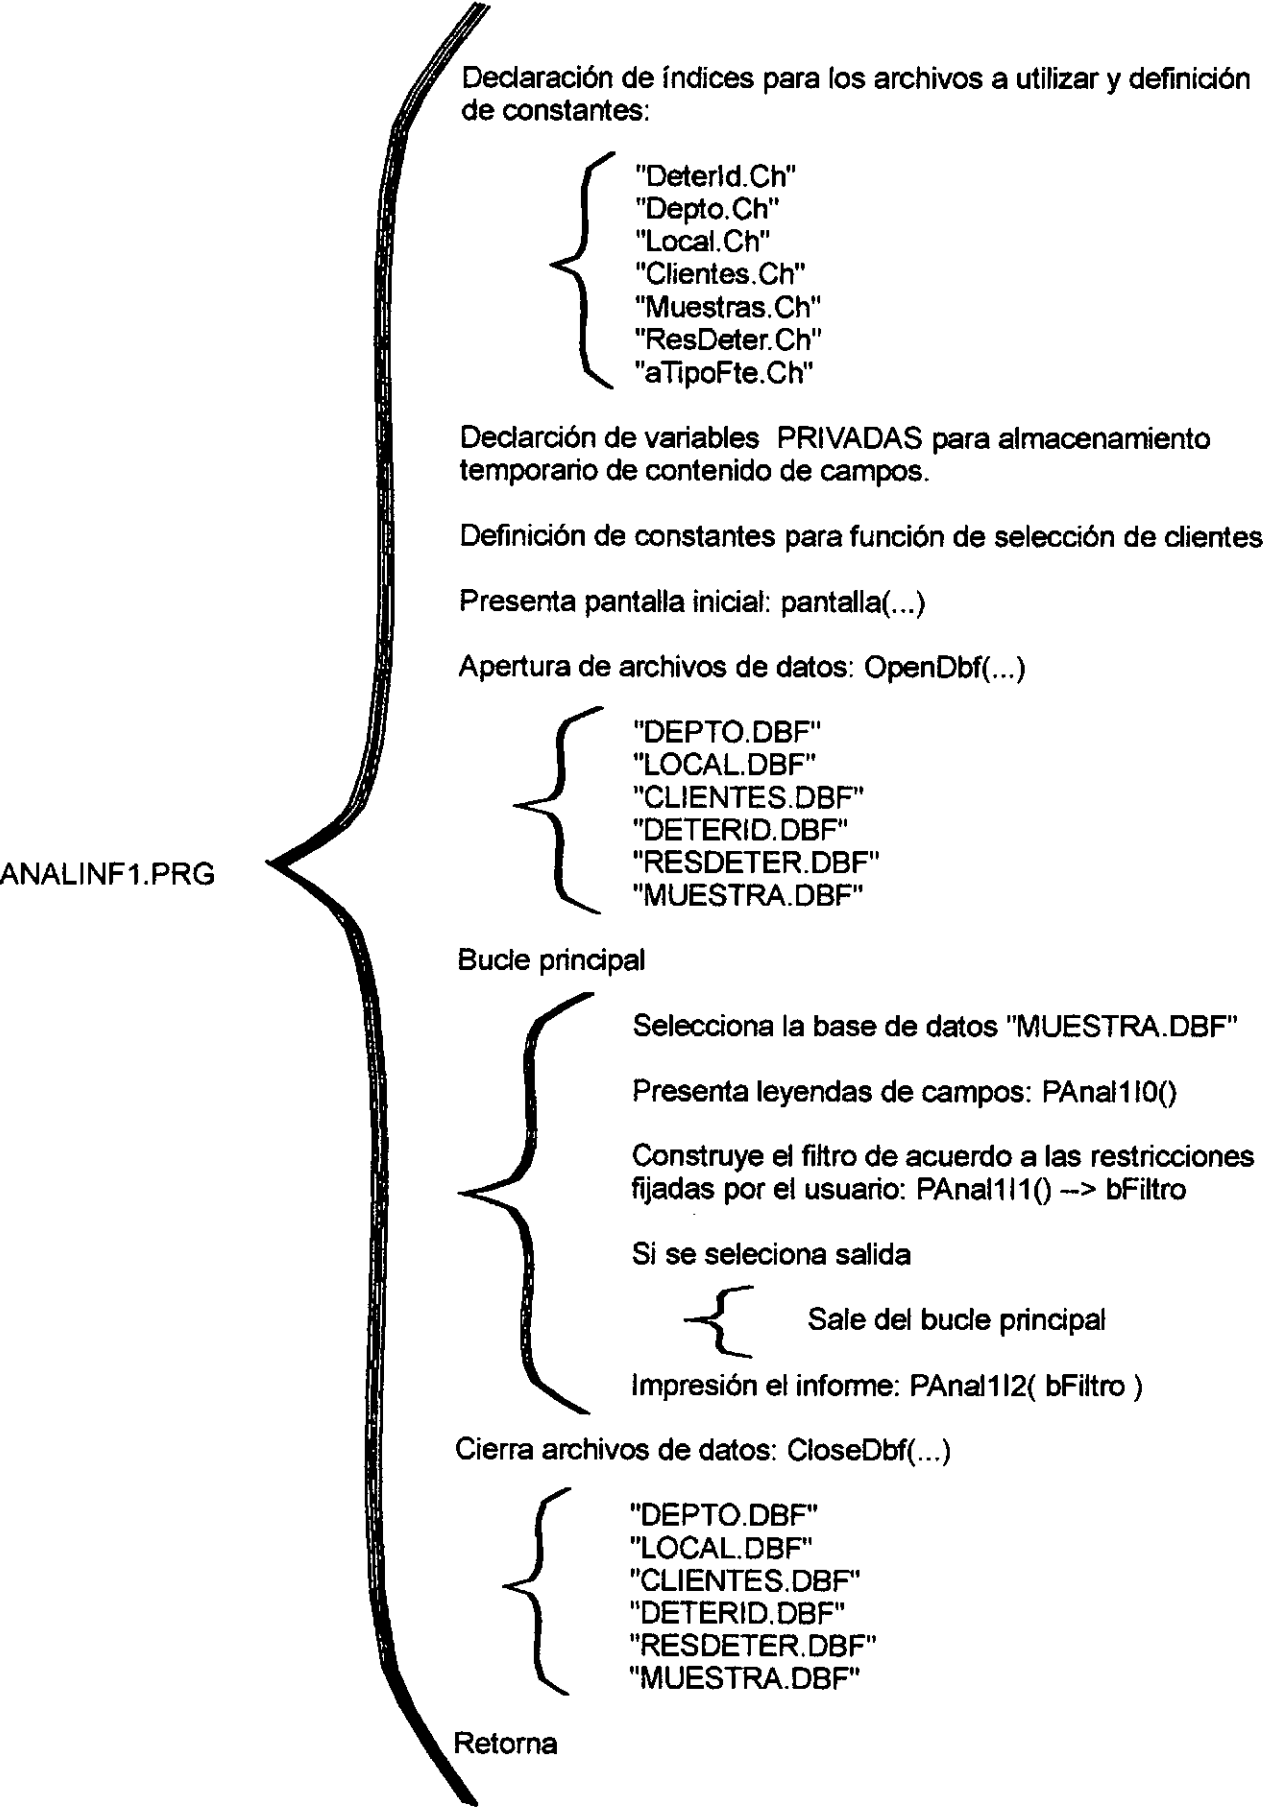 Declaración de índices para los archivos a utilizar y definición
de constantes:
"DeterId.Ch"
"Depto.Ch"
"Local.Ch"
"Clientes.Ch"
"Muestras.Ch"
"ResDeter.Ch"
"aTipoFte.Ch"
Declarción de variables PRIVADAS para almacenamiento
temporario de contenido de campos.
Definición de constantes para función de selección de clientes
Presenta pantalla inicial: pantalla(...)
Apertura de archivos de datos: OpenDbf(...)
"DEPTO.DBF"
"LOCAL.DBF"
"CLIENTES.DBF"
"DETERID.DBF"
"RESDETER.DBF"
"MUESTRA.DBF"
ANALINF1.PRG
Bucle principal
Selecciona la base de datos "MUESTRA.DBF"
Presenta leyendas de campos: PAnal1I0()
Construye el filtro de acuerdo a las restricciones
fijadas por el usuario: PAnal1I1() --> bFiltro
Si se seleciona salida
Sale del bucle principal
Impresión el informe: PAnal1I2( bFiltro )
Cierra archivos de datos: CloseDbf(...)
"DEPTO.DBF"
"LOCAL.DBF"
"CLIENTES.DBF"
"DETERID.DBF"
"RESDETER.DBF"
"MUESTRA.DBF"
Retorna